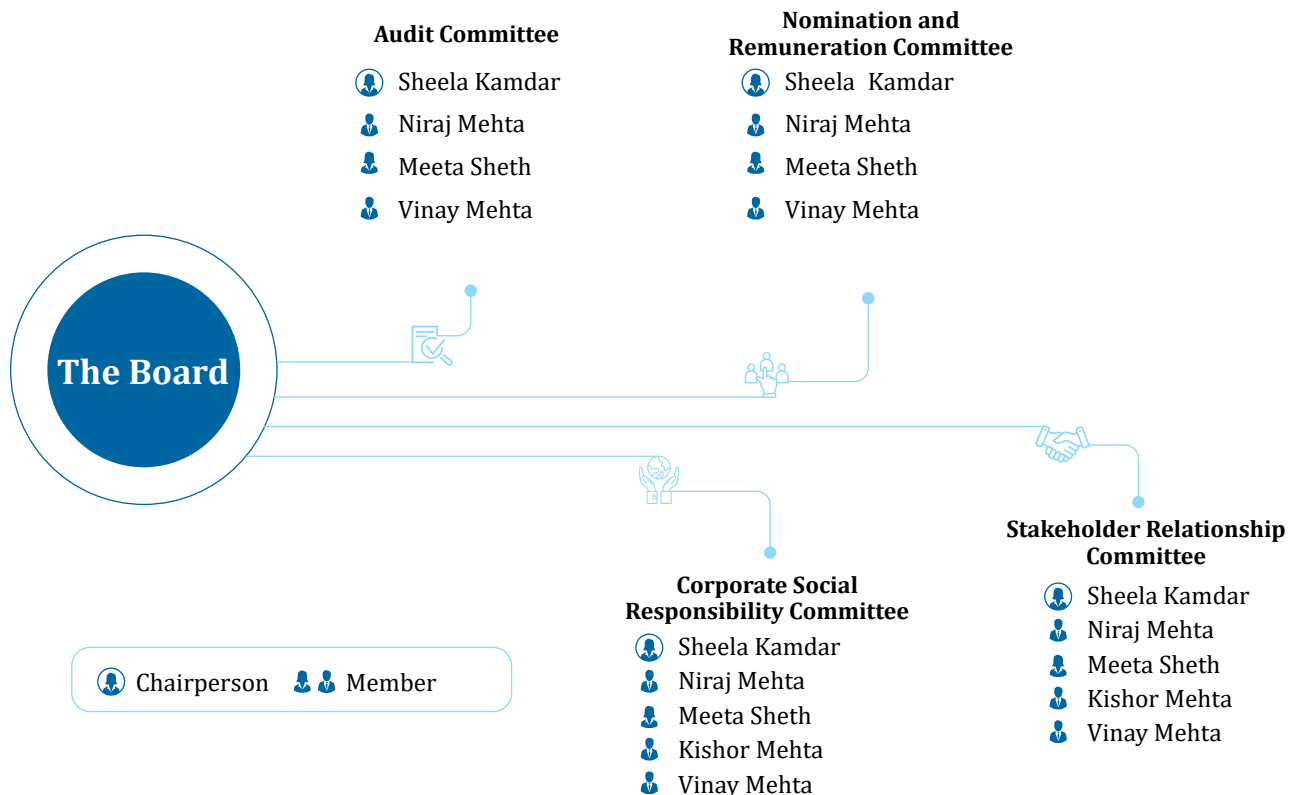 Audit Committee
Sheela Kamdar
Niraj Mehta
Meeta Sheth
Vinay Mehta
Nomination and
Remuneration Committee
Sheela Kamdar
Niraj Mehta
Meeta Sheth
Vinay Mehta
The Board
Stakeholder Relationship
Committee
Sheela Kamdar
Niraj Mehta
Meeta Sheth
Kishor Mehta
Vinay Mehta
Corporate Social
Responsibility Committee
Sheela Kamdar
Niraj Mehta
Meeta Sheth
Kishor Mehta
Vinay Mehta
Chairperson Member